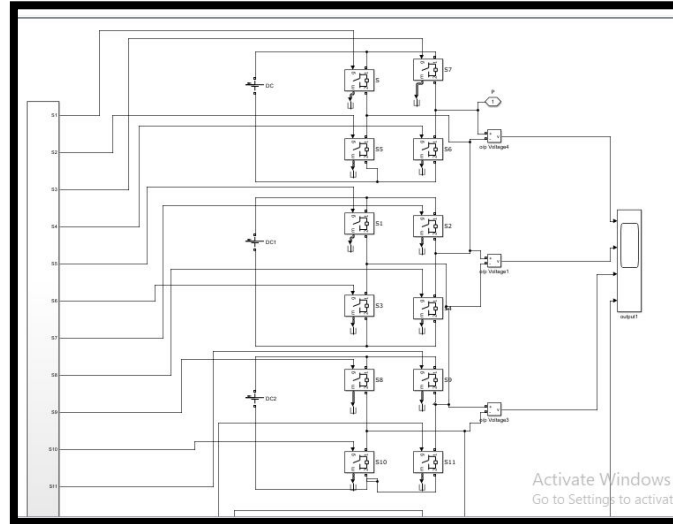 S1
S2
S3
S4
S5
S6
S7
S8
S9
S10
S11
DC
S
S7
P
1
S5
S6
o/p Voltage4
DC1
S1
S2
o/p Voltage1
S3
S4
output1
DC2
S8
S9
o/p Voltage3
S10
S11
Activate Windows
Go to Settings to activat